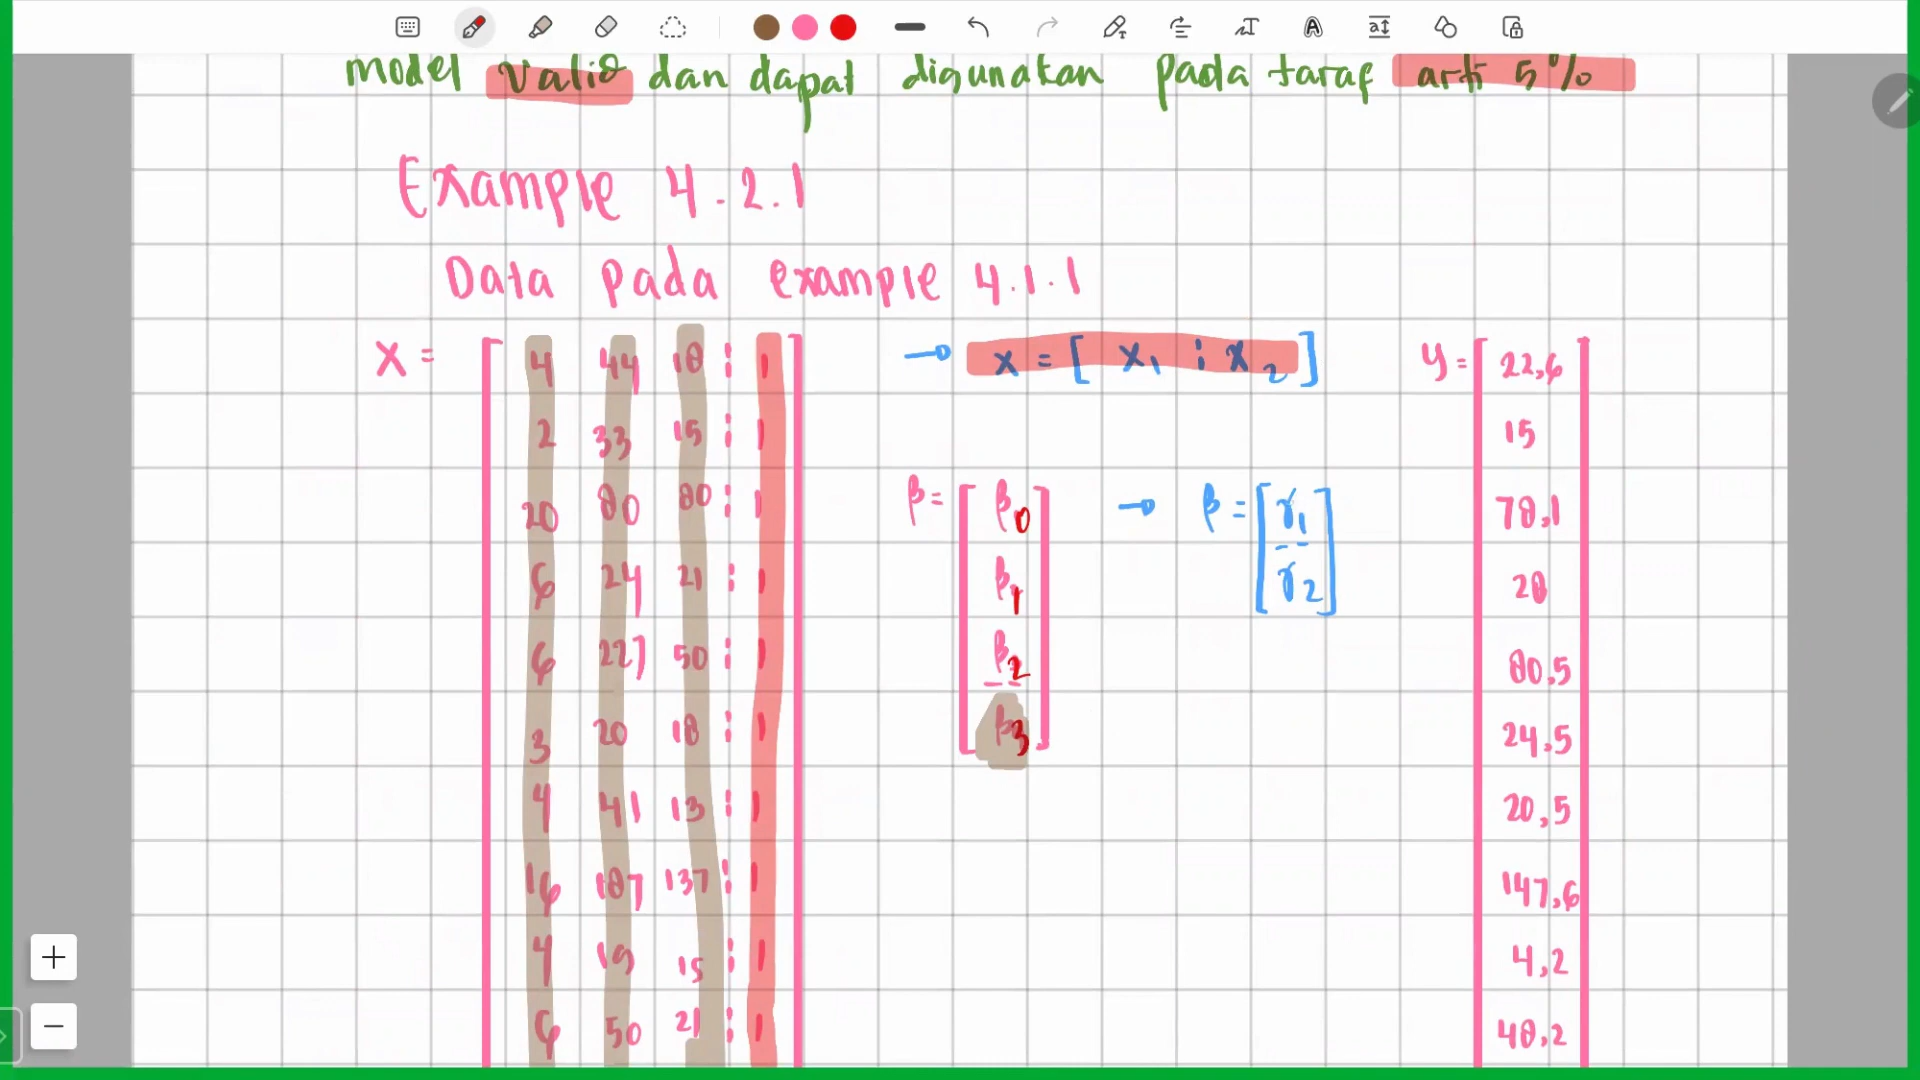 model valid dan dapat digunakan pada taraf arti 5%
Example 4.2.1
Data pada example 4.1.1
X = [ 4 44 18 ⋮ 1 → x = [ x₁ ⋮ x₂ ] y = [ 22,6
2 33 15 ⋮ 1 15
20 80 80 ⋮ 1 β = [ β₀ → β = [ γ₁ 78,1
6 24 21 ⋮ 1 β₁ γ₂ ] 28
6 227 50 ⋮ 1 β₂ 80,5
3 20 18 ⋮ 1 β₃ ] 24,5
4 41 13 ⋮ 1 20,5
16 187 137 ⋮ 1 147,6
4 19 15 ⋮ 1 4,2
6 50 21 ⋮ 1 48,2